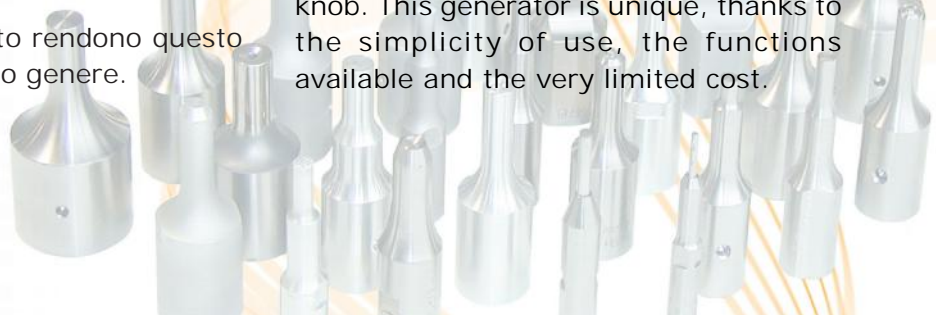 to rendono questo
o genere.
knob. This generator is unique, thanks to
the simplicity of use, the functions
available and the very limited cost.